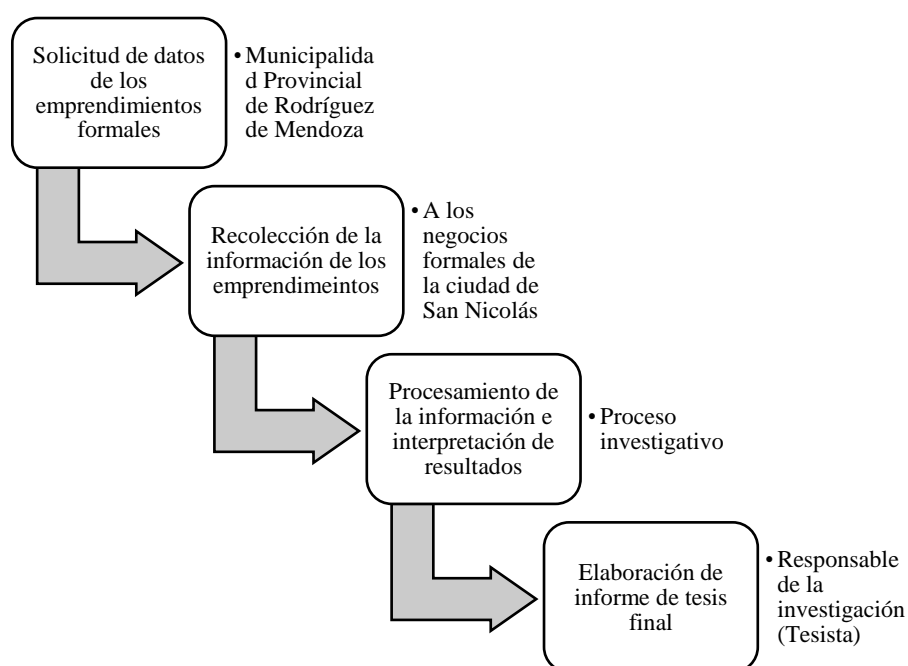 Solicitud de datos
de los
emprendimientos
formales
• Municipalida
d Provincial
de Rodríguez
de Mendoza
Recolección de la
información de los
emprendimeintos
• A los
negocios
formales de
la ciudad de
San Nicolás
Procesamiento de
la información e
interpretación de
resultados
• Proceso
investigativo
Elaboración de
informe de tesis
final
• Responsable
de la
investigación
(Tesista)